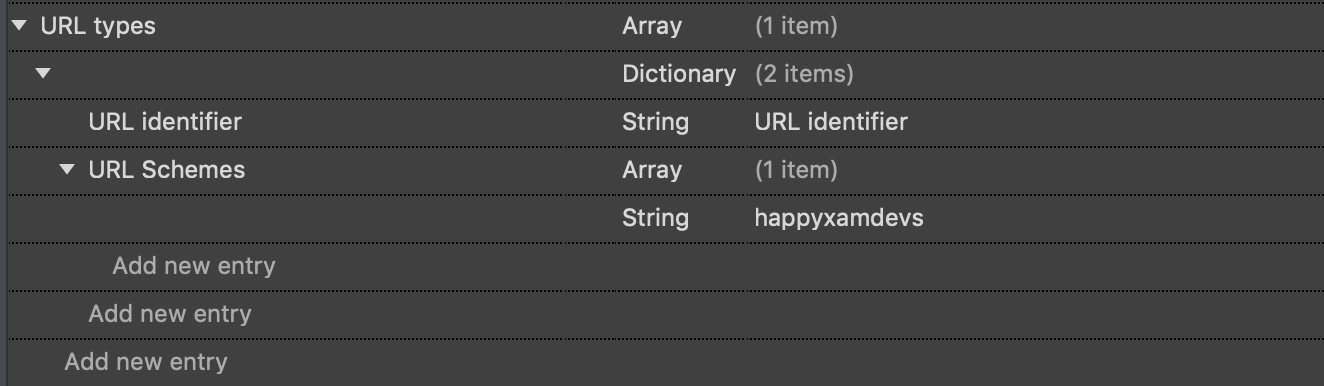 URL types Array (1 item)
Dictionary (2 items)
URL identifier String URL identifier
URL Schemes Array (1 item)
String happyxamdevs
Add new entry
Add new entry
Add new entry